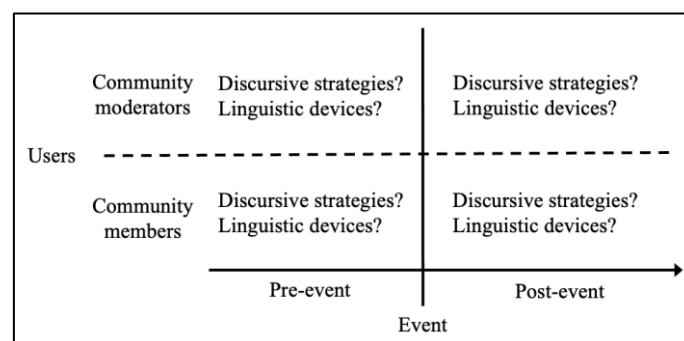 Community
moderators
Discursive strategies?
Linguistic devices?
Discursive strategies?
Linguistic devices?
Users
Community
members
Discursive strategies?
Linguistic devices?
Discursive strategies?
Linguistic devices?
Pre-event
Post-event
Event